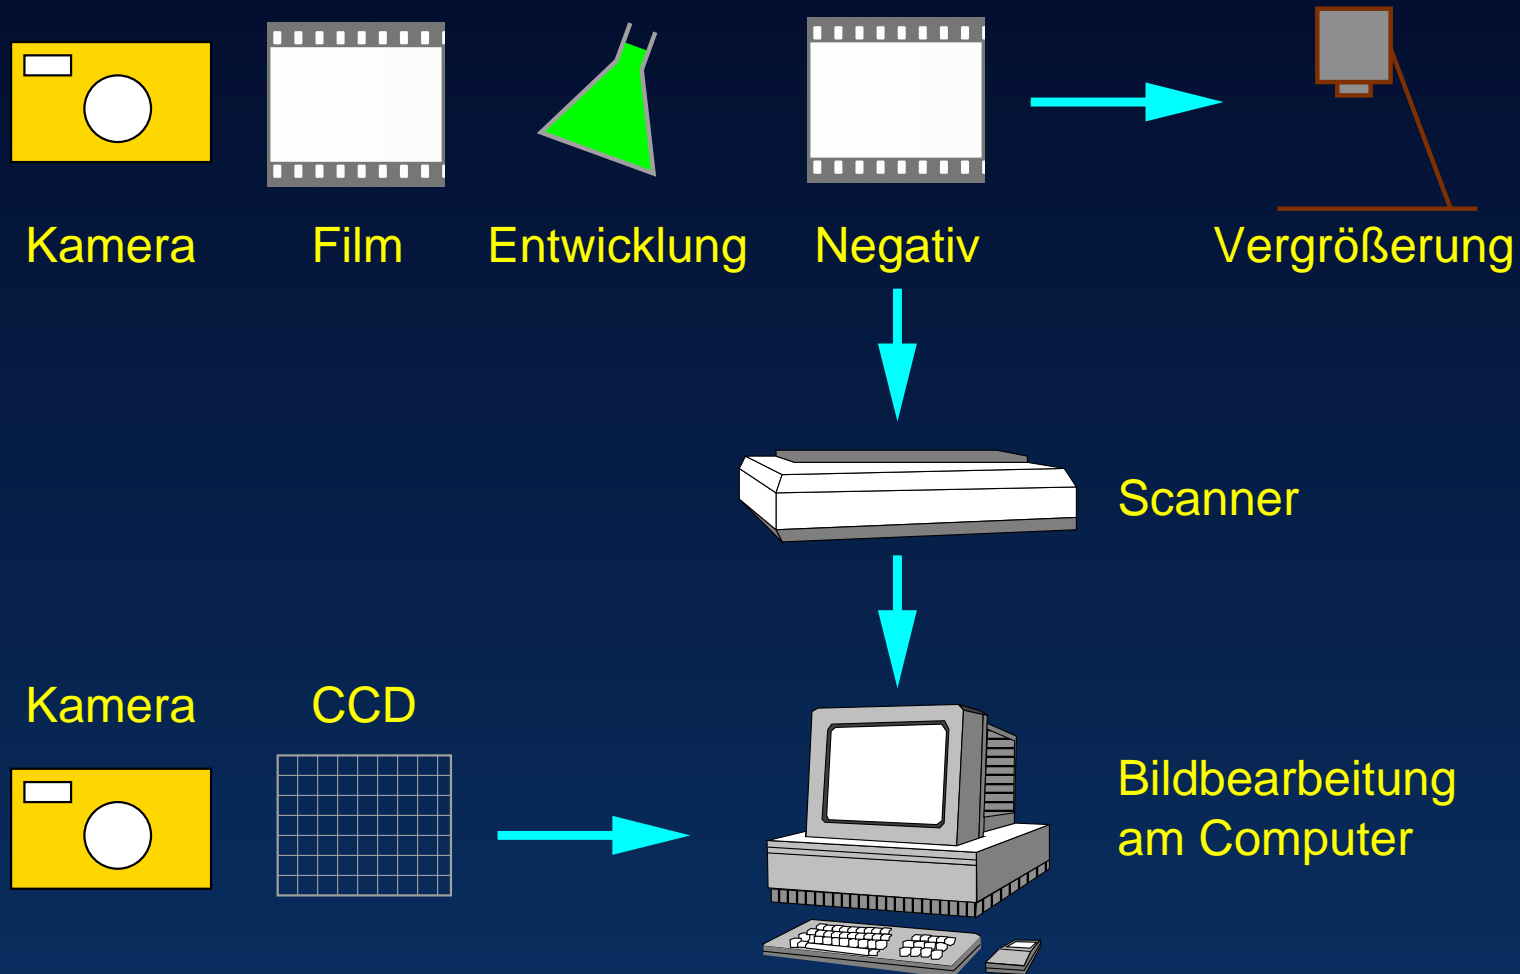 Kamera
Film
Entwicklung
Negativ
Vergrößerung
Scanner
Kamera
CCD
Bildbearbeitung
am Computer